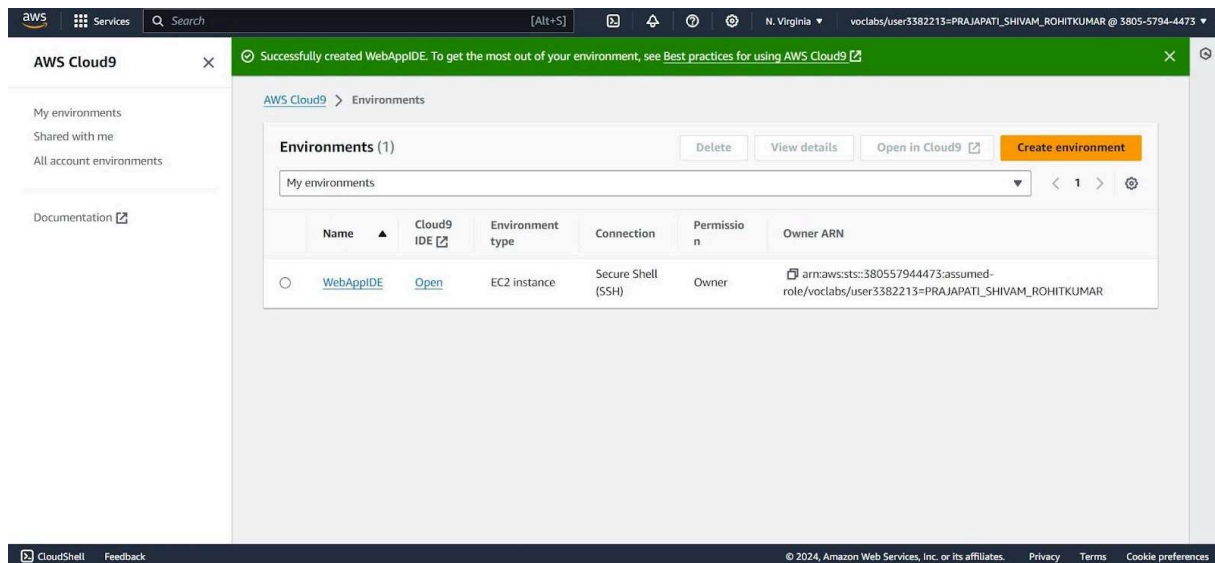 aws Services Search [Alt+S] N. Virginia voclabs/user3382213=PRAJAPATI_SHIVAM_ROHITKUMAR @ 3805-5794-4473
AWS Cloud9
My environments
Shared with me
All account environments
Documentation
Successfully created WebAppIDE. To get the most out of your environment, see Best practices for using AWS Cloud9
AWS Cloud9 > Environments
Environments (1) Delete View details Open in Cloud9 Create environment
My environments 1
Name Cloud9 Environment Connection Permissio Owner ARN
IDE type n
WebAppIDE Open EC2 instance Secure Shell Owner arn:aws:sts::380557944473:assumed-
(SSH) role/voclabs/user3382213=PRAJAPATI_SHIVAM_ROHITKUMAR
CloudShell Feedback © 2024, Amazon Web Services, Inc. or its affiliates. Privacy Terms Cookie preferences